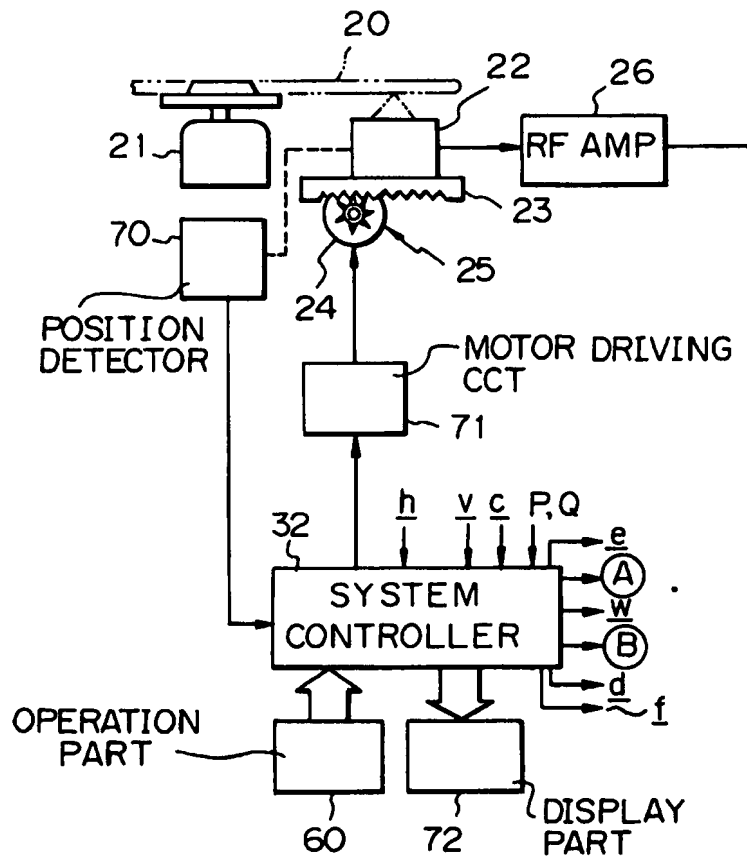 20
22
26
21
RF AMP
23
70
24
25
POSITION
DETECTOR
MOTOR DRIVING
CCT
71
h
v
c
P, Q
32
e
SYSTEM
CONTROLLER
A
w
B
d
f
OPERATION
PART
60
72
DISPLAY
PART